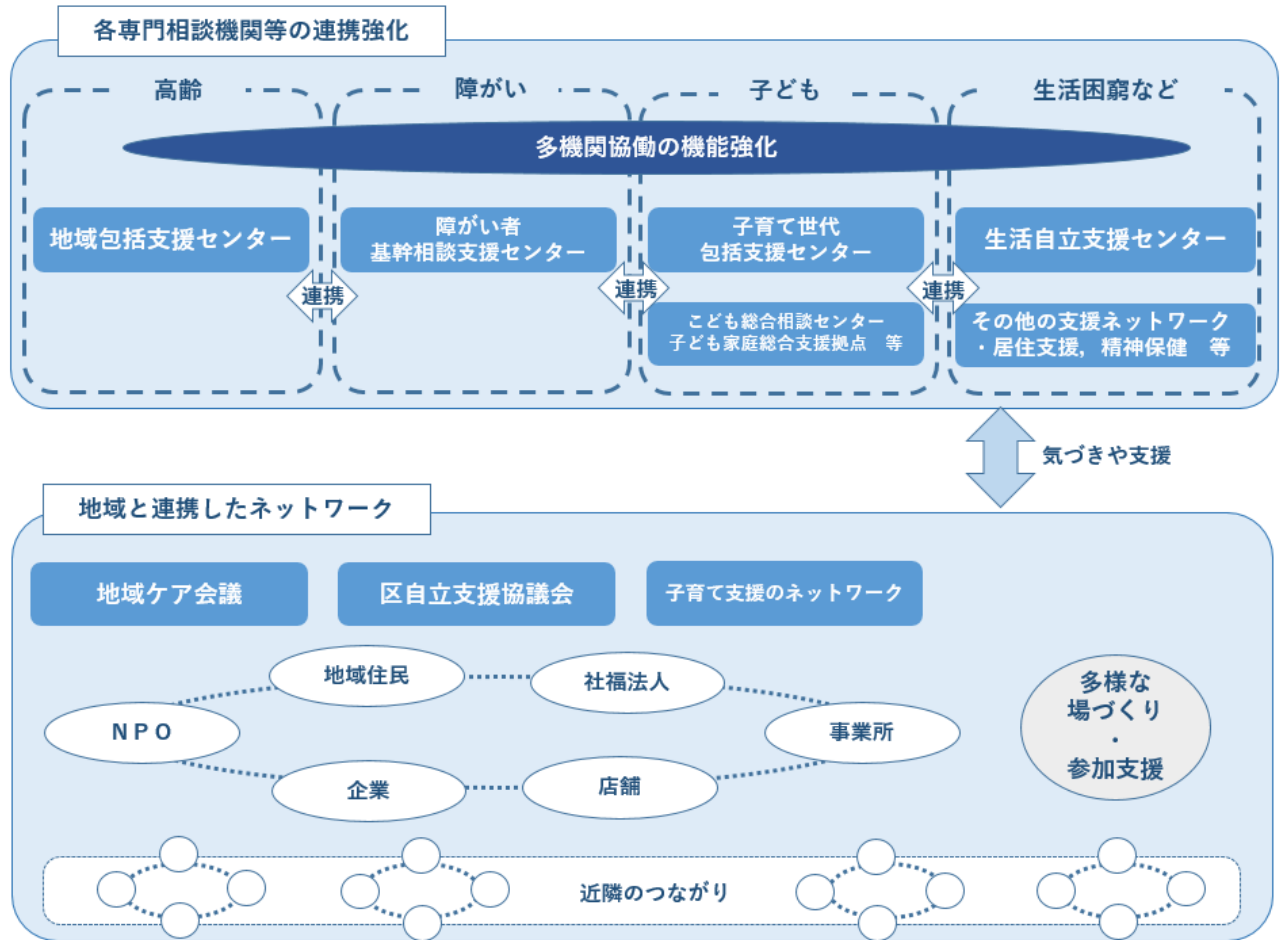 各専門相談機関等の連携強化
高齢
障がい
子ども
生活困窮など
多機関協働の機能強化
地域包括支援センター
障がい者
基幹相談支援センター
子育て世代
包括支援センター
生活自立支援センター
連携
連携
連携
こども総合相談センター
子ども家庭総合支援拠点　等
その他の支援ネットワーク
・居住支援，精神保健　等
気づきや支援
地域と連携したネットワーク
地域ケア会議
区自立支援協議会
子育て支援のネットワーク
地域住民
社福法人
ＮＰＯ
事業所
企業
店舗
多様な
場づくり
・
参加支援
近隣のつながり